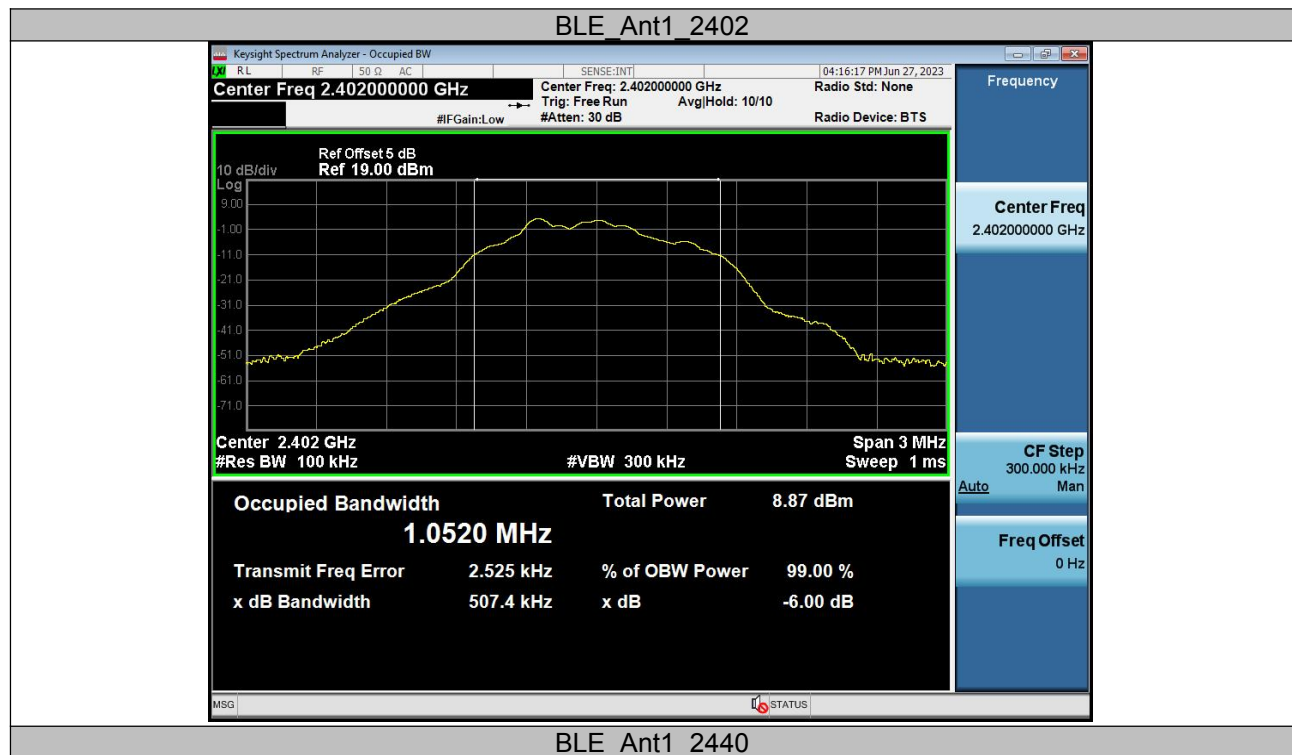 BLE_Ant1_2402
Keysight Spectrum Analyzer - Occupied BW
LXI RL RF 50 Ω AC SENSE:INT 04:16:17 PM Jun 27, 2023
Center Freq 2.402000000 GHz
Center Freq: 2.402000000 GHz Radio Std: None
Trig: Free Run Avg|Hold: 10/10
#IFGain:Low #Atten: 30 dB Radio Device: BTS
Ref Offset 5 dB
10 dB/div Ref 19.00 dBm
Log
9.00
-1.00
-11.0
-21.0
-31.0
-41.0
-51.0
-61.0
-71.0
Center 2.402 GHz Span 3 MHz
#Res BW 100 kHz #VBW 300 kHz Sweep 1 ms
Occupied Bandwidth Total Power 8.87 dBm
1.0520 MHz
Transmit Freq Error 2.525 kHz % of OBW Power 99.00 %
x dB Bandwidth 507.4 kHz x dB -6.00 dB
MSG STATUS
Frequency
Center Freq
2.402000000 GHz
CF Step
300.000 kHz
Auto Man
Freq Offset
0 Hz
BLE_Ant1_2440